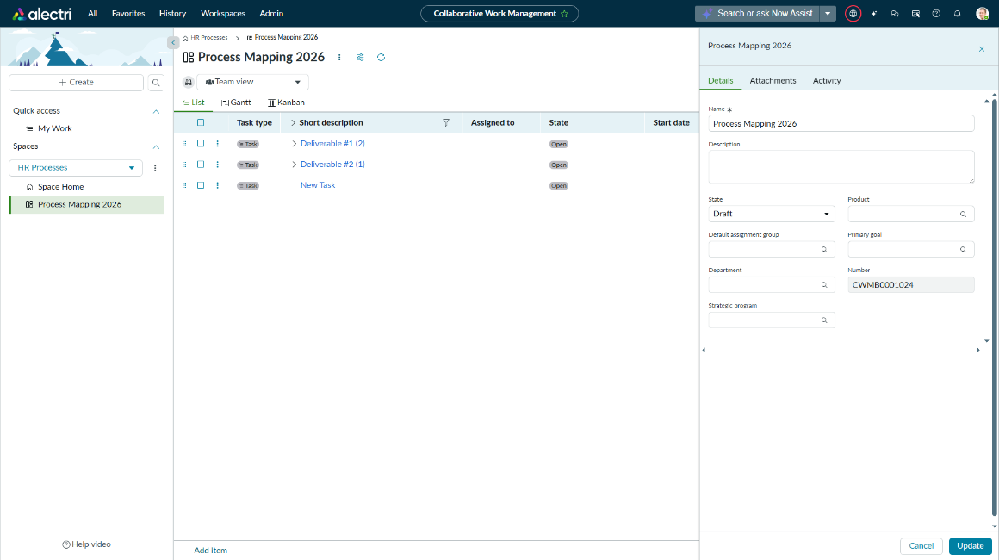 alectri All Favorites History Workspaces Admin Collaborative Work Management Search or ask Now Assist
HR Processes Process Mapping 2026
Process Mapping 2026
Create
Quick access
My Work
Spaces
HR Processes
Space Home
Process Mapping 2026
Help video
Team view
List Gantt Kanban
Task type Short description Assigned to State Start date
Task Deliverable #1 (2) Open
Task Deliverable #2 (1) Open
Task New Task Open
Add item
Process Mapping 2026
Details Attachments Activity
Name
Process Mapping 2026
Description
State Product
Draft
Default assignment group Primary goal
Department Number
CWMB0001024
Strategic program
Cancel Update